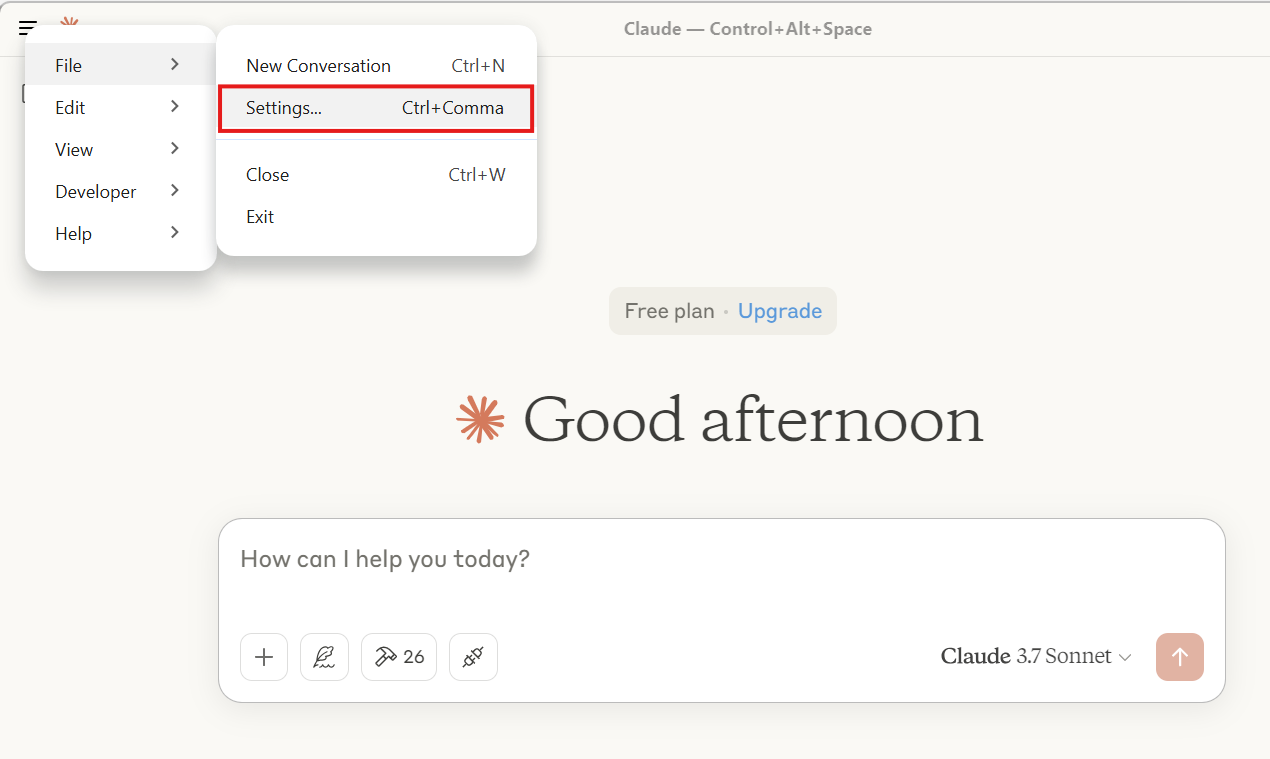 Claude — Control+Alt+Space
File
Edit
View
Developer
Help
New Conversation Ctrl+N
Settings... Ctrl+Comma
Close Ctrl+W
Exit
Free plan · Upgrade
Good afternoon
How can I help you today?
26
Claude 3.7 Sonnet